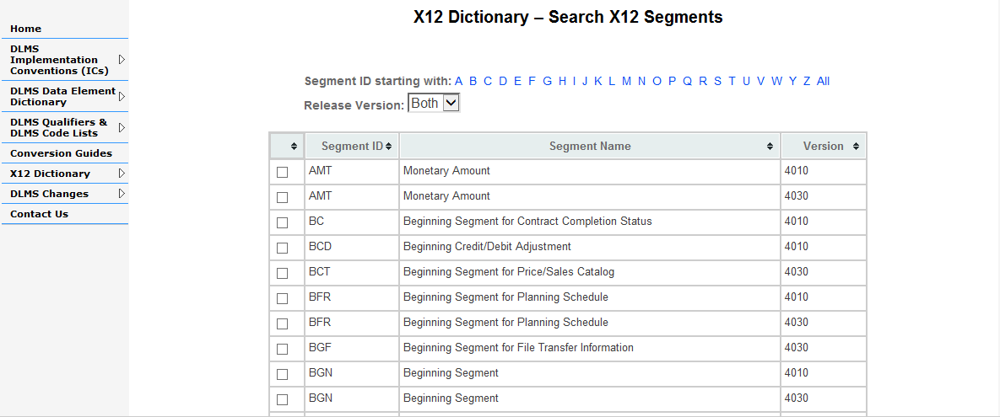 X12 Dictionary – Search X12 Segments
Home
DLMS
Implementation
Conventions (ICs)
DLMS Data Element
Dictionary
DLMS Qualifiers &
DLMS Code Lists
Conversion Guides
X12 Dictionary
DLMS Changes
Contact Us
Segment ID starting with: A B C D E F G H I J K L M N O P Q R S T U V W Y Z All
Release Version: Both
Segment ID Segment Name Version
AMT Monetary Amount 4010
AMT Monetary Amount 4030
BC Beginning Segment for Contract Completion Status 4010
BCD Beginning Credit/Debit Adjustment 4010
BCT Beginning Segment for Price/Sales Catalog 4030
BFR Beginning Segment for Planning Schedule 4010
BFR Beginning Segment for Planning Schedule 4030
BGF Beginning Segment for File Transfer Information 4030
BGN Beginning Segment 4010
BGN Beginning Segment 4030